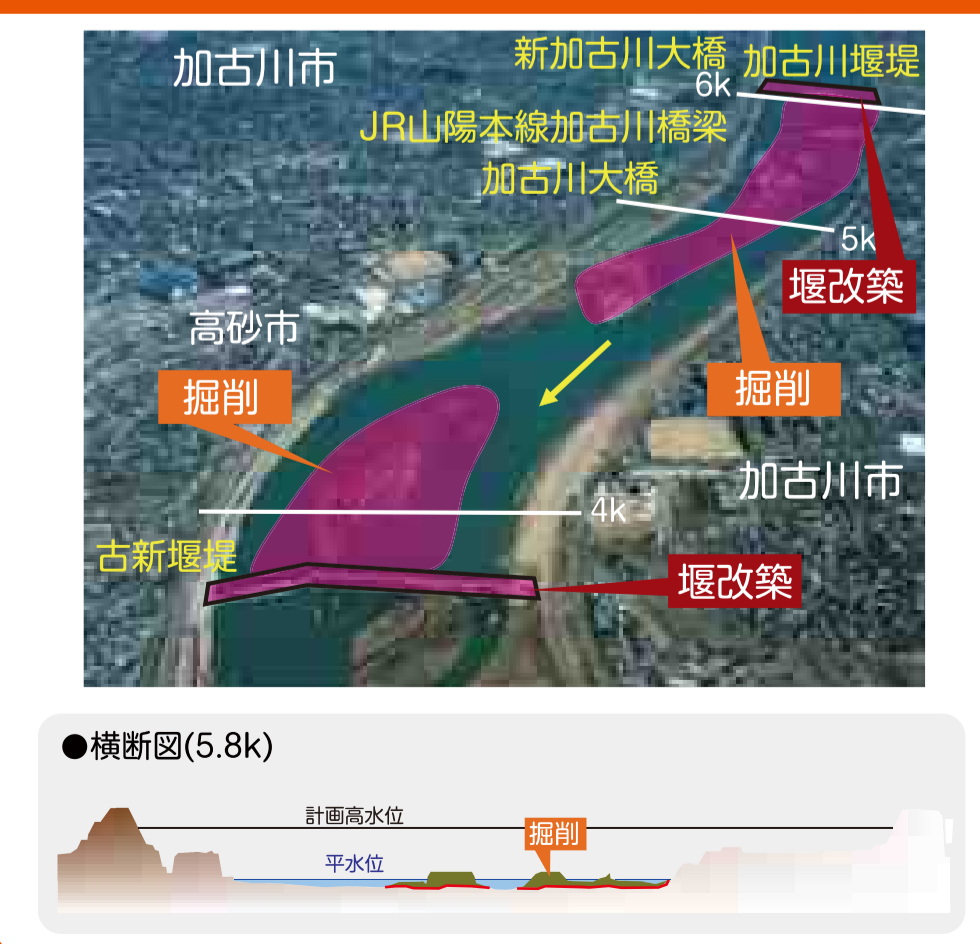 加古川市
新加古川大橋
加古川堰堤
6k
JR山陽本線加古川橋梁
加古川大橋
5k
堰改築
高砂市
掘削
掘削
加古川市
4k
古新堰堤
堰改築
●横断図(5.8k)
計画高水位
掘削
平水位